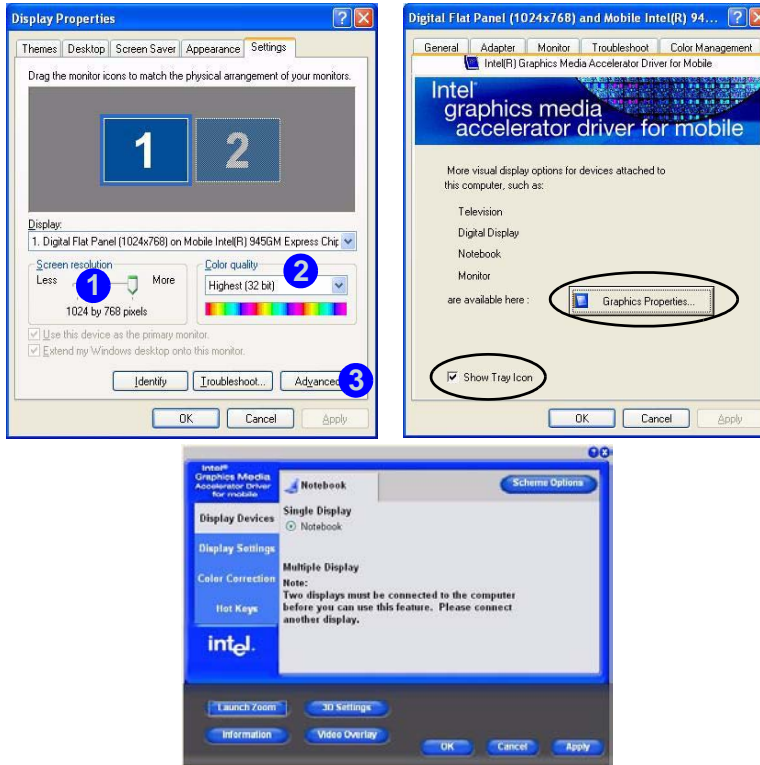 Display Properties
Themes Desktop Screen Saver Appearance Settings
Drag the monitor icons to match the physical arrangement of your monitors.
1 2
Display:
1. Digital Flat Panel (1024x768) on Mobile Intel(R) 945GM Express Chip
Screen resolution
Less More
1
1024 by 768 pixels
Color quality
2
Highest (32 bit)
Use this device as the primary monitor.
Extend my Windows desktop onto this monitor.
Identify Troubleshoot... Advanced 3
OK Cancel Apply
Digital Flat Panel (1024x768) and Mobile Intel(R) 94...
General Adapter Monitor Troubleshoot Color Management
Intel(R) Graphics Media Accelerator Driver for Mobile
Intel®
graphics media
accelerator driver for mobile
More visual display options for devices attached to
this computer, such as:
Television
Digital Display
Notebook
Monitor
are available here : Graphics Properties...
Show Tray Icon
OK Cancel Apply
Intel®
Graphics Media
Accelerator Driver
for mobile
Notebook
Scheme Options
Display Devices
Display Settings
Color Correction
Hot Keys
intel.
Single Display
Notebook
Multiple Display
Note:
Two displays must be connected to the computer
before you can use this feature. Please connect
another display.
Launch Zoom 3D Settings
Information Video Overlay
OK Cancel Apply